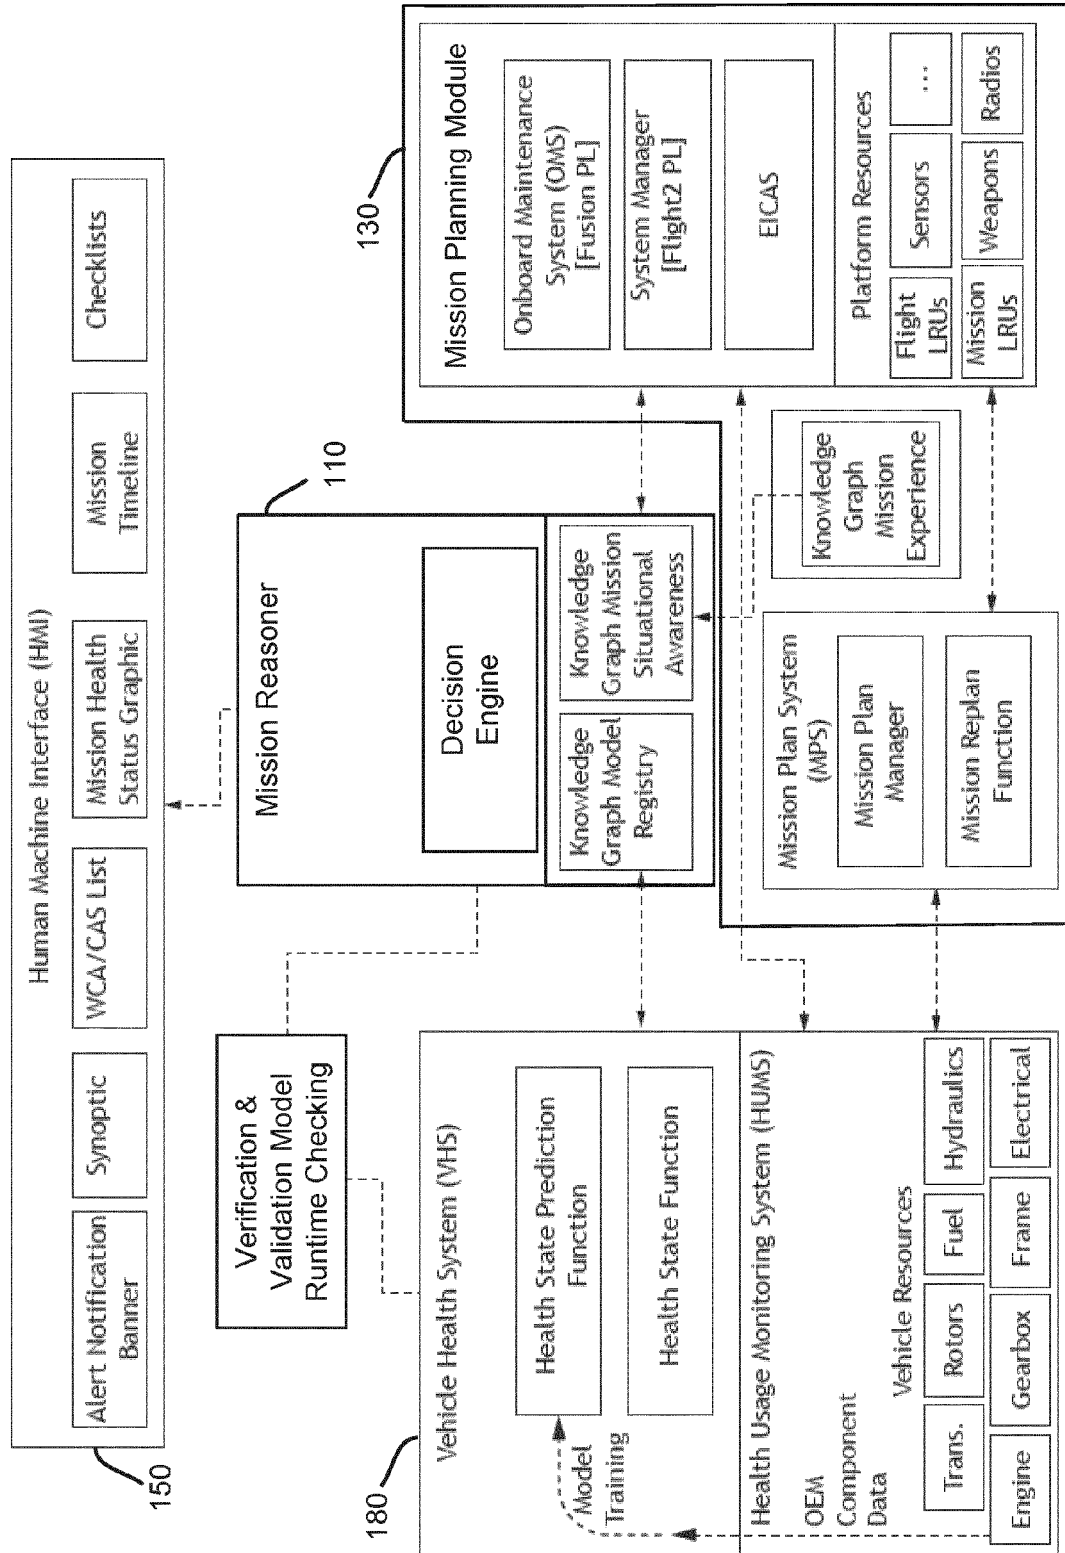 Human Machine Interface (HMI)
Alert Notification
Banner
Synoptic
WCA/CAS List
Mission Health
Status Graphic
Mission
Timeline
Checklists
150
Verification &
Validation Model
Runtime Checking
Mission Reasoner
110
Decision
Engine
Knowledge
Graph Model
Registry
Knowledge
Graph Mission
Situational
Awareness
130
Mission Planning Module
Onboard Maintenance
System (OMS)
[Fusion PL]
System Manager
[Flight2 PL]
EICAS
Platform Resources
Flight
LRUs
Sensors
...
Mission
LRUs
Weapons
Radios
Knowledge
Graph
Mission
Experience
Mission Plan System
(MPS)
Mission Plan
Manager
Mission Replan
Function
180
Vehicle Health System (VHS)
Health State Prediction
Function
Health State Function
Model
Training
Health Usage Monitoring System (HUMS)
OEM
Component
Data
Vehicle Resources
Trans.
Rotors
Fuel
Hydraulics
Engine
Gearbox
Frame
Electrical